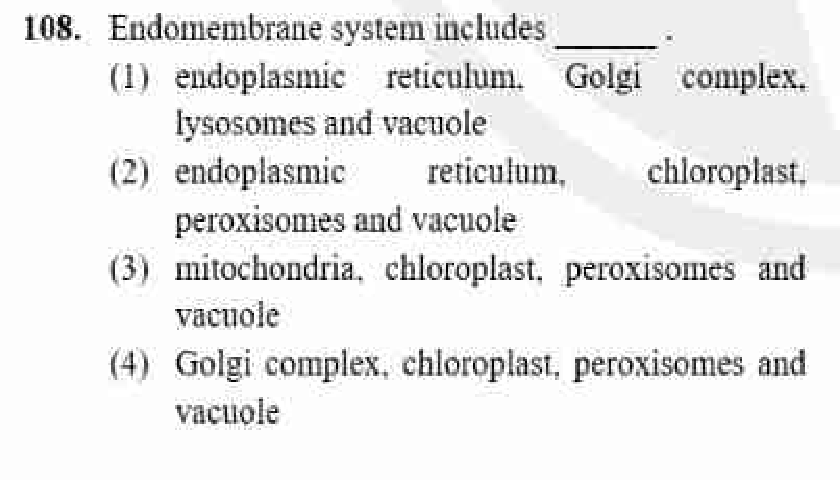 108. Endomembrane system includes ______ .
(1) endoplasmic reticulum, Golgi complex,
lysosomes and vacuole
(2) endoplasmic reticulum, chloroplast,
peroxisomes and vacuole
(3) mitochondria, chloroplast, peroxisomes and
vacuole
(4) Golgi complex, chloroplast, peroxisomes and
vacuole